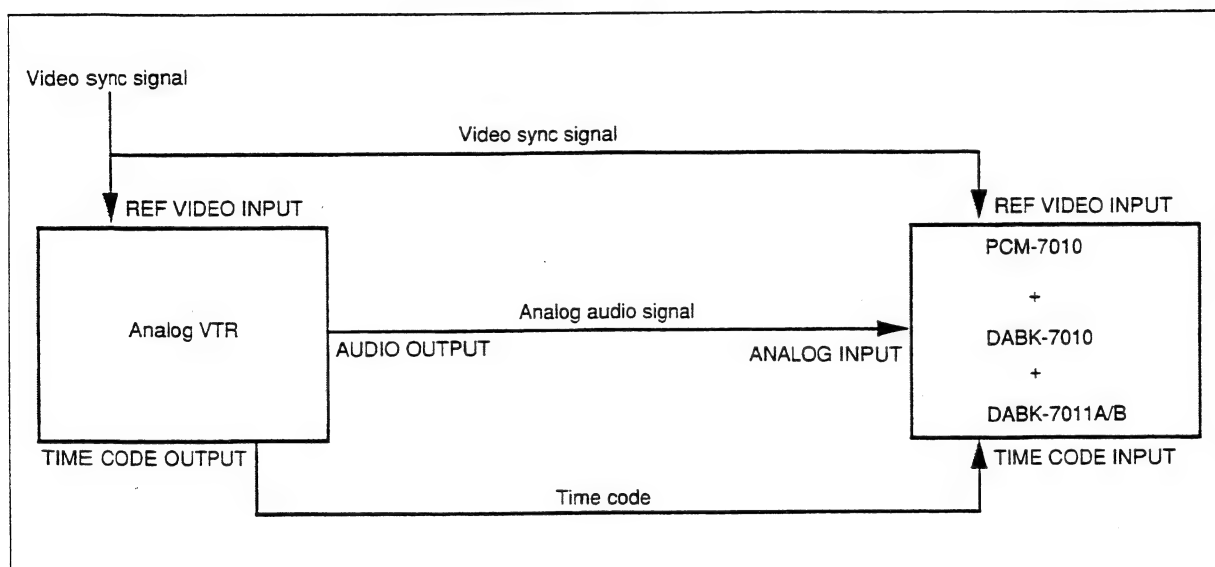 Video sync signal
Video sync signal
REF VIDEO INPUT
REF VIDEO INPUT
Analog VTR
PCM-7010
+
DABK-7010
+
DABK-7011A/B
Analog audio signal
AUDIO OUTPUT
ANALOG INPUT
TIME CODE OUTPUT
TIME CODE INPUT
Time code